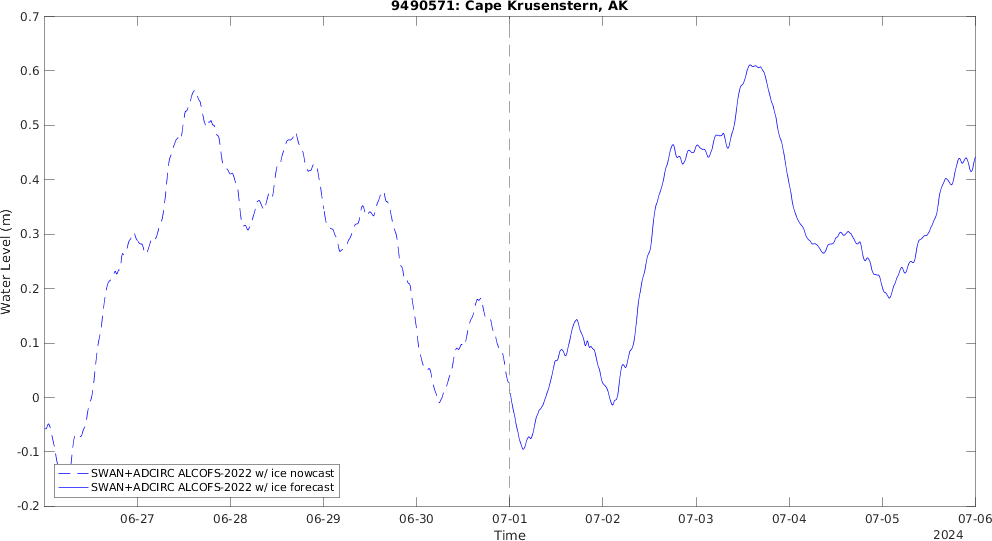 9490571: Cape Krusenstern, AK
0.7
0.6
0.5
0.4
0.3
0.2
0.1
0
-0.1
-0.2
Water Level (m)
SWAN+ADCIRC ALCOFS-2022 w/ ice nowcast
SWAN+ADCIRC ALCOFS-2022 w/ ice forecast
06-27 06-28 06-29 06-30 07-01 07-02 07-03 07-04 07-05 07-06
Time
2024